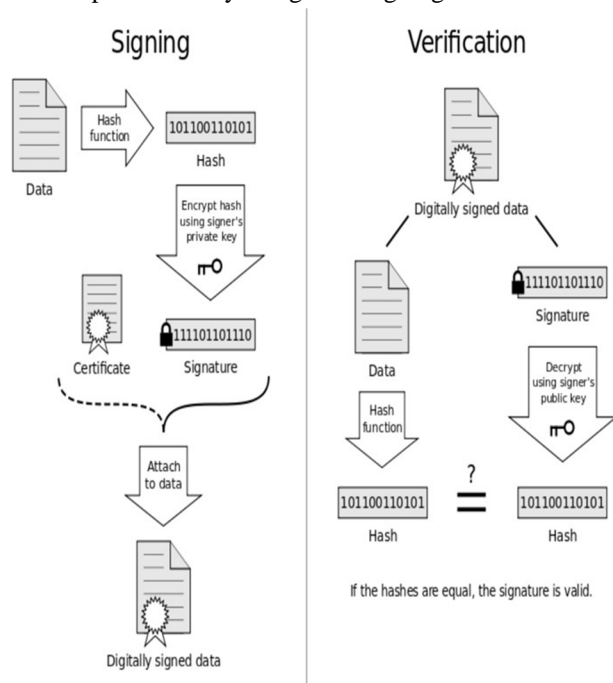 Signing
Hash
function
101100110101
Hash
Data
Encrypt hash
using signer's
private key
111101101110
Certificate
Signature
Attach
to data
Digitally signed data
Verification
Digitally signed data
111101101110
Signature
Data
Hash
function
Decrypt
using signer's
public key
?
=
101100110101
101100110101
Hash
Hash
If the hashes are equal, the signature is valid.